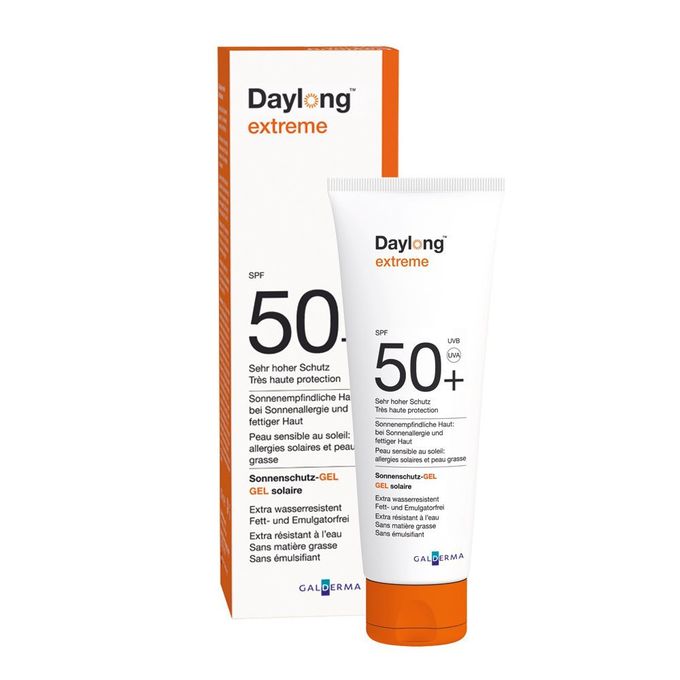 Daylong™
extreme
SPF
50
Sehr hoher Schutz
Très haute protection
Sonnenempfindliche
bei Sonnenallergie und
fettiger Haut
Peau sensible au soleil:
allergies solaires et peau
grasse
Sonnenschutz-GEL
GEL solaire
Extra wasserresistent
Fett- und Emulgatorfrei
Extra résistant à l'eau
Sans matière grasse
Sans émulsifiant
GALDERMA
Daylong™
extreme
SPF
UVB
UVA
50+
Sehr hoher Schutz
Très haute protection
Sonnenempfindliche Haut:
bei Sonnenallergie und
fettiger Haut
Peau sensible au soleil:
allergies solaires et peau grasse
Sonnenschutz-GEL
GEL solaire
Extra wasserresistent
Fett- und Emulgatorfrei
Extra résistant à l'eau
Sans matière grasse
Sans émulsifiant
GALDERMA